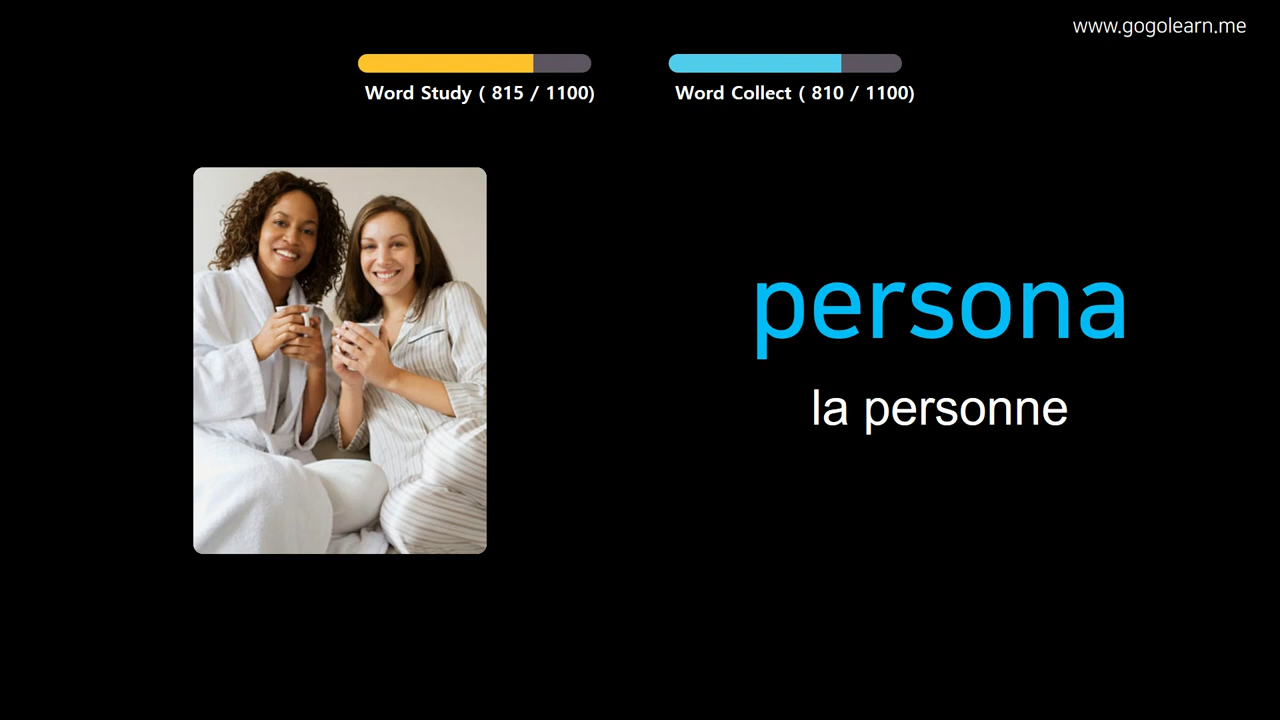 www.gogolearn.me
Word Study ( 815 / 1100)
Word Collect ( 810 / 1100)
persona
la personne